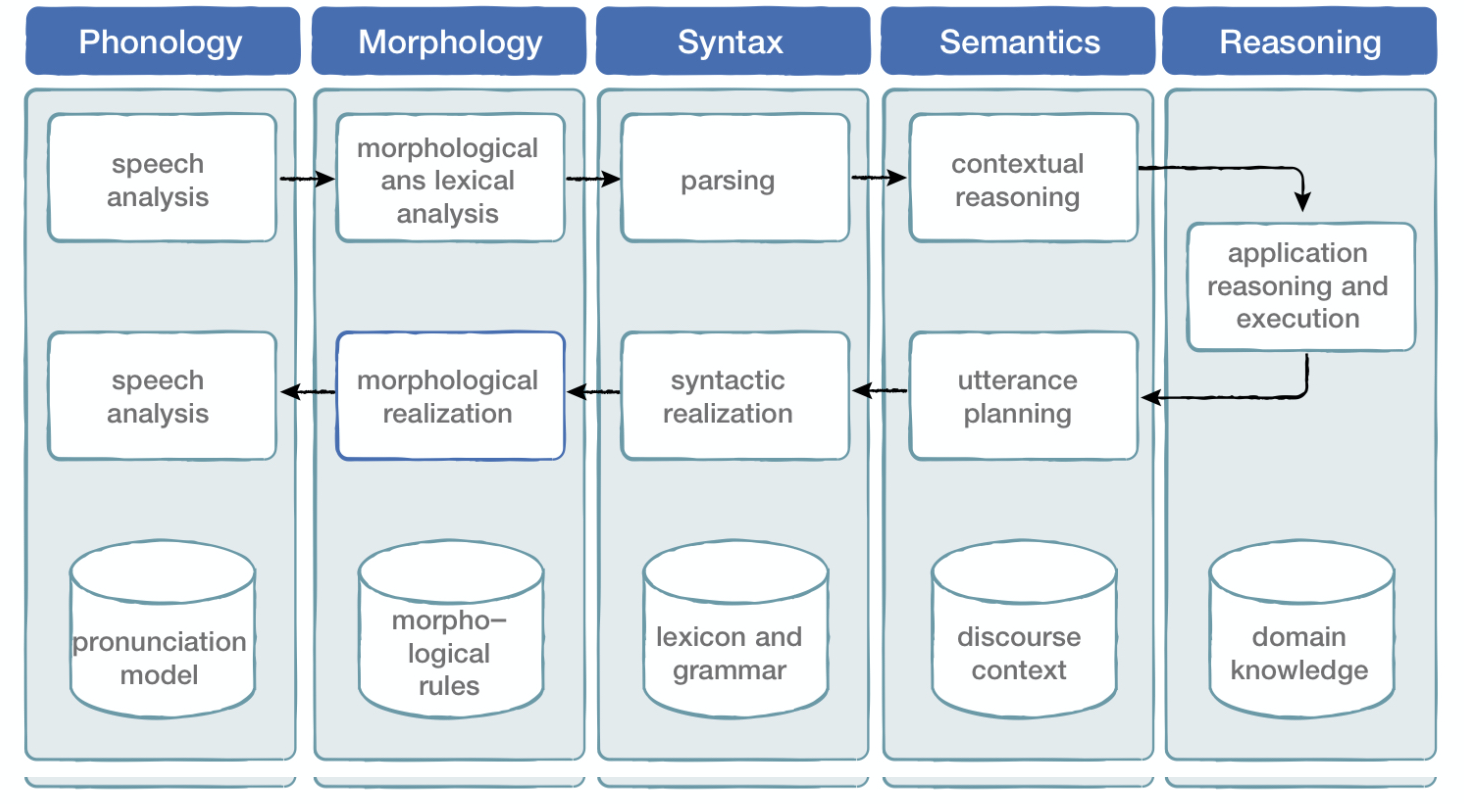 Phonology
Morphology
Syntax
Semantics
Reasoning
speech
analysis
morphological
ans lexical
analysis
parsing
contextual
reasoning
application
reasoning and
execution
speech
analysis
morphological
realization
syntactic
realization
utterance
planning
pronunciation
model
morpho–
logical
rules
lexicon and
grammar
discourse
context
domain
knowledge